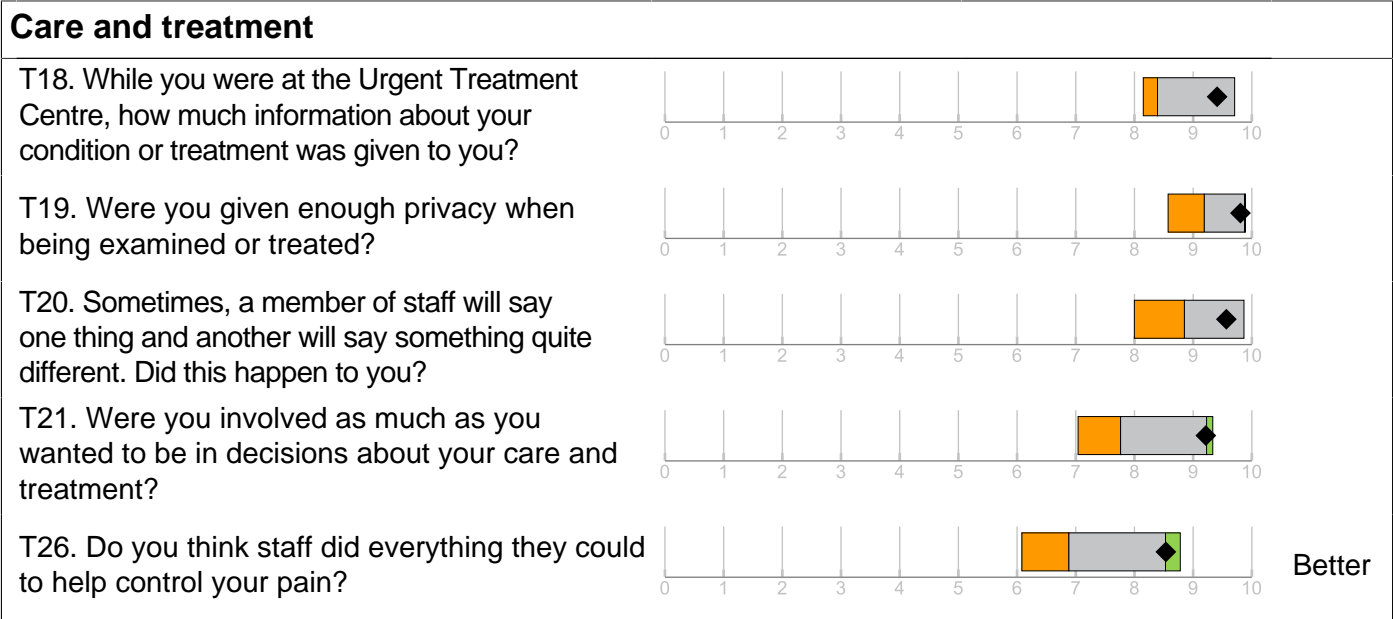 Care and treatment
T18. While you were at the Urgent Treatment
Centre, how much information about your
condition or treatment was given to you?
0 1 2 3 4 5 6 7 8 9 10
T19. Were you given enough privacy when
being examined or treated?
0 1 2 3 4 5 6 7 8 9 10
T20. Sometimes, a member of staff will say
one thing and another will say something quite
different. Did this happen to you?
0 1 2 3 4 5 6 7 8 9 10
T21. Were you involved as much as you
wanted to be in decisions about your care and
treatment?
0 1 2 3 4 5 6 7 8 9 10
T26. Do you think staff did everything they could
to help control your pain?
0 1 2 3 4 5 6 7 8 9 10
Better